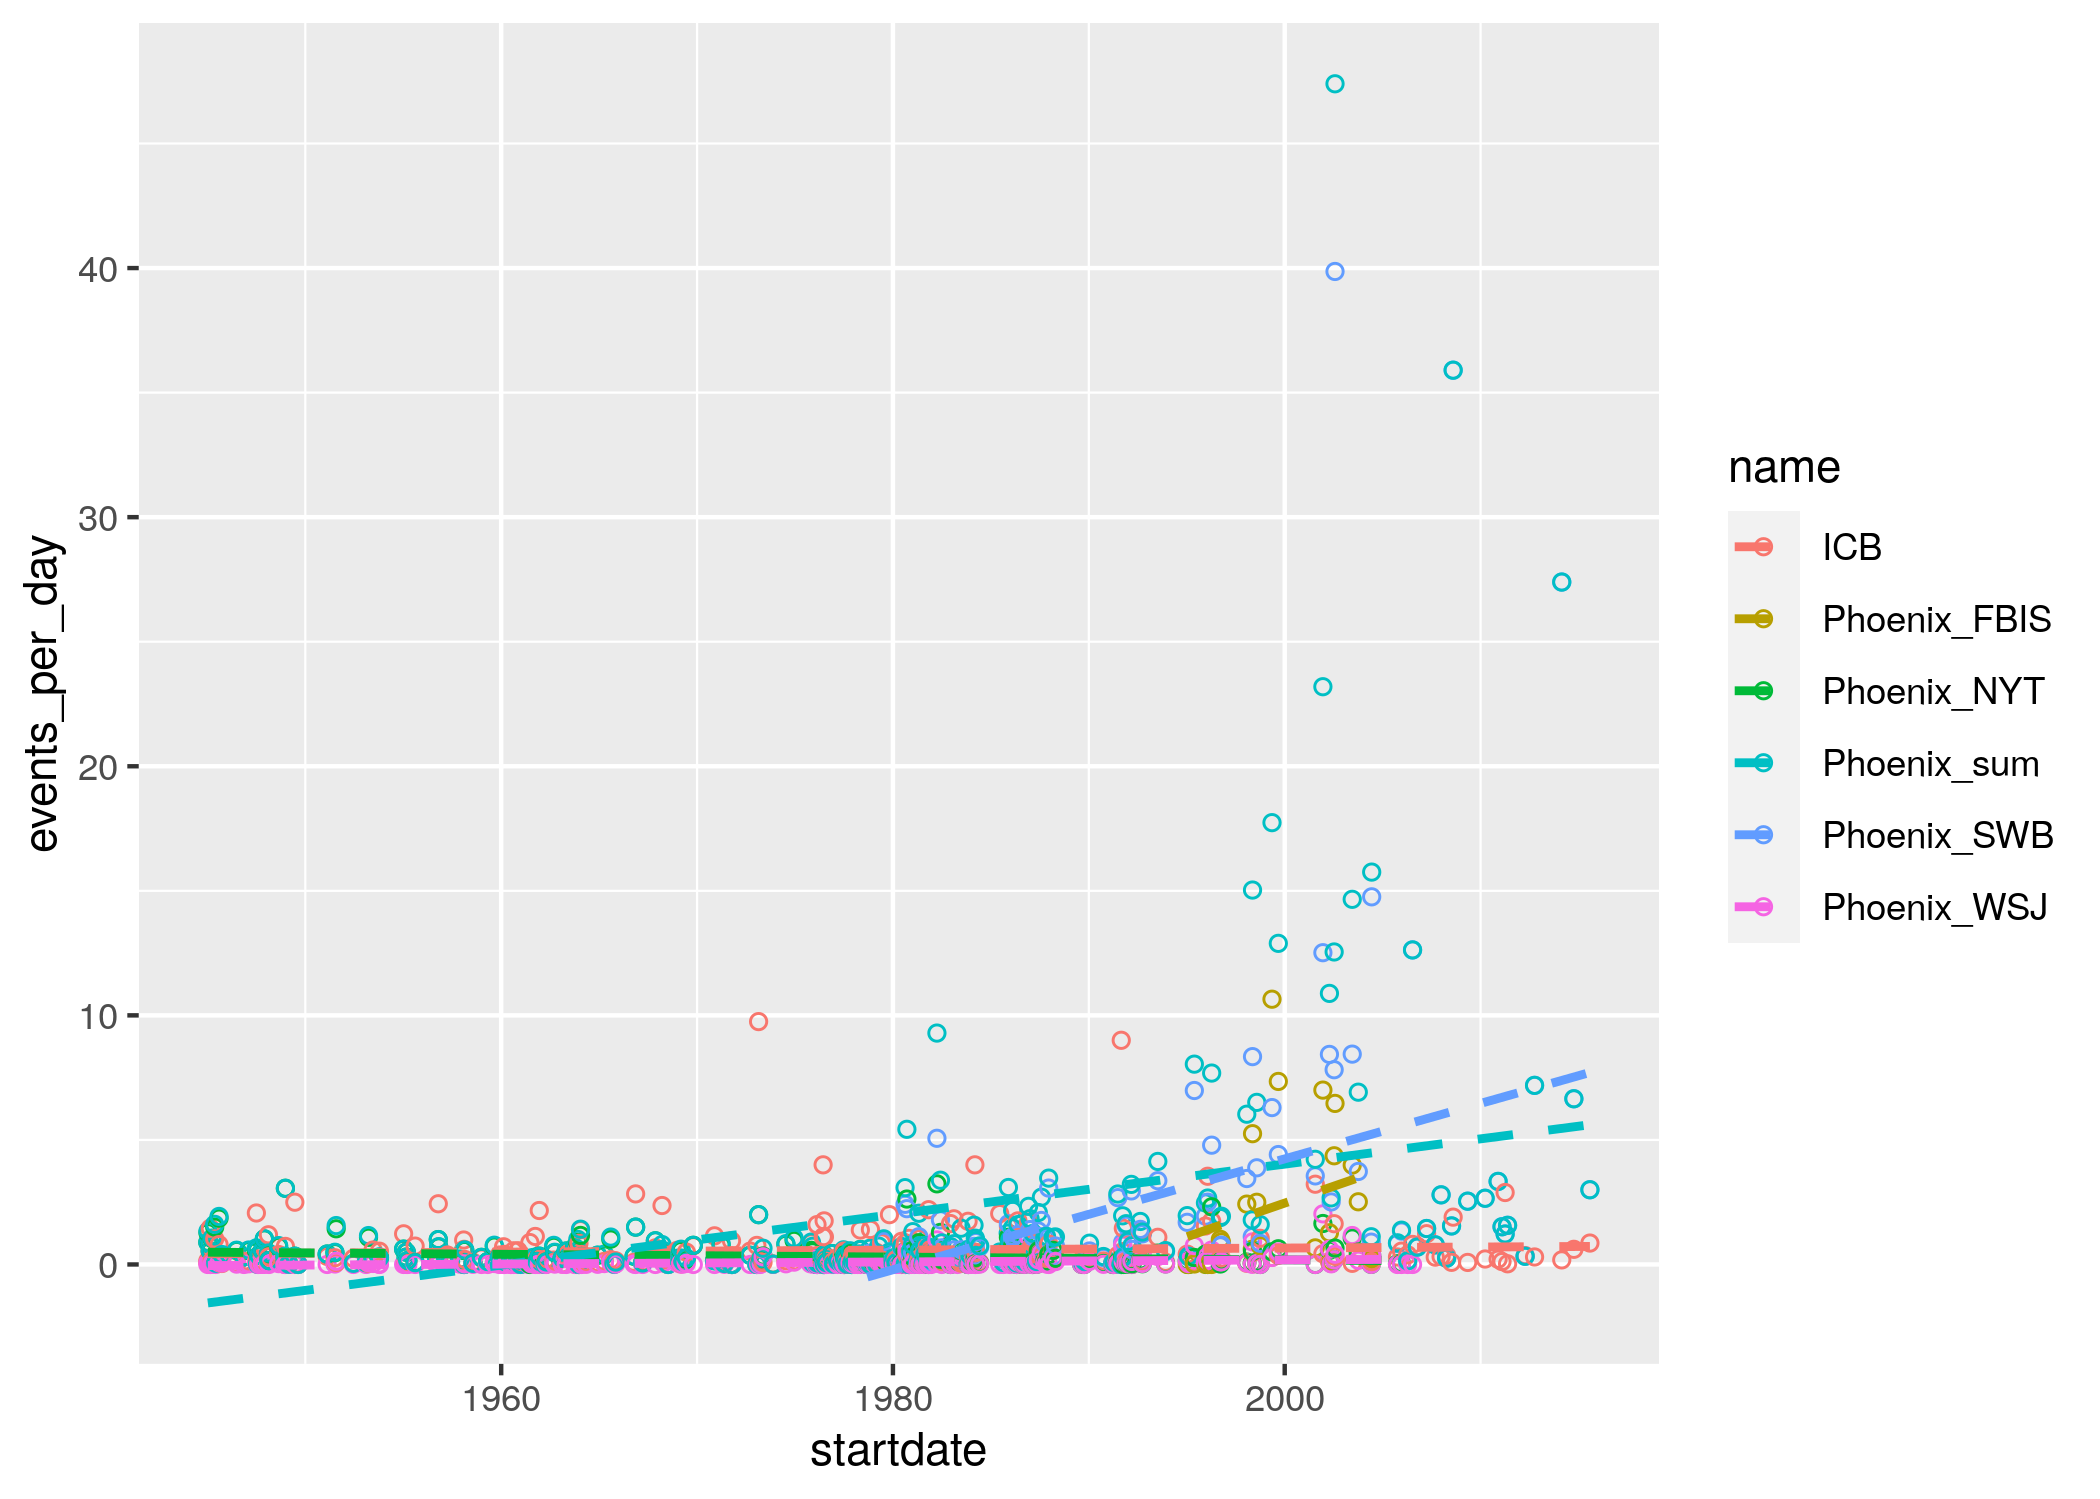 events_per_day
40
30
20
10
0
1960
1980
2000
startdate
name
ICB
Phoenix_FBIS
Phoenix_NYT
Phoenix_sum
Phoenix_SWB
Phoenix_WSJ